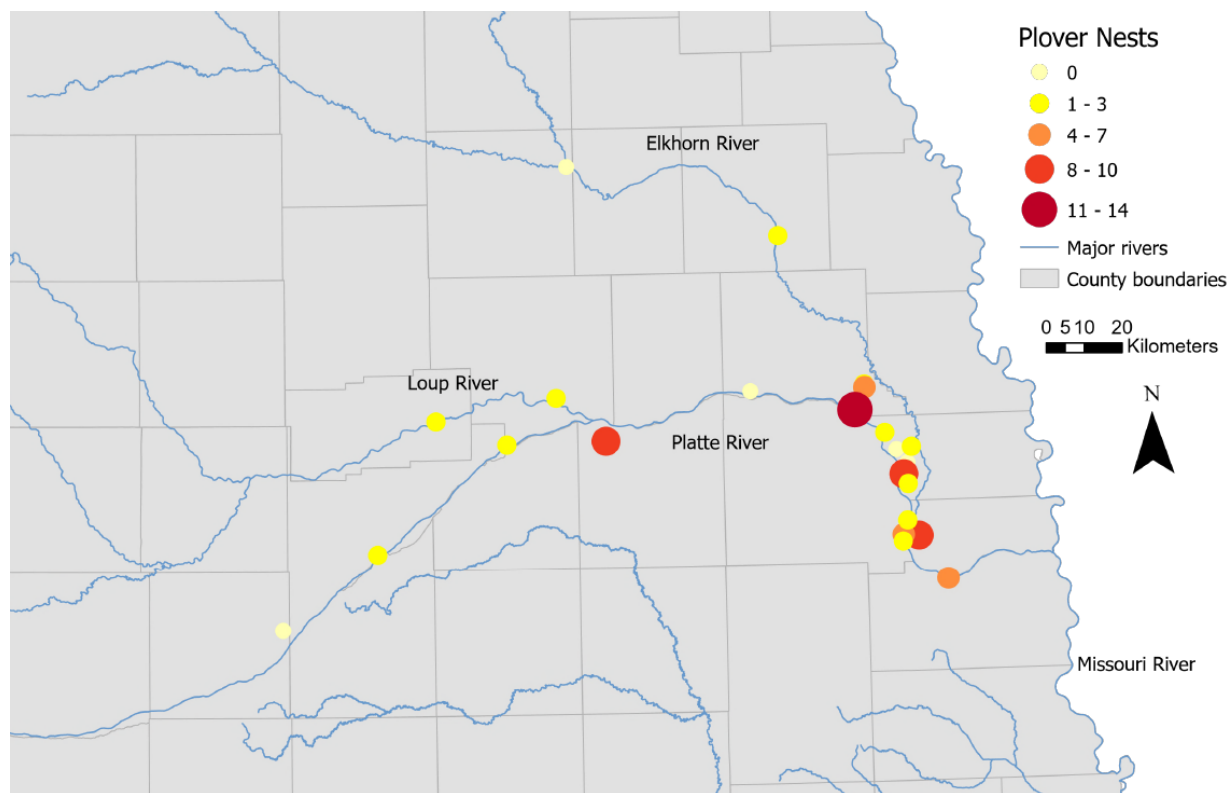 Plover Nests
0
1 - 3
4 - 7
8 - 10
11 - 14
Major rivers
County boundaries
0 5 10 20
Kilometers
N
Elkhorn River
Loup River
Platte River
Missouri River